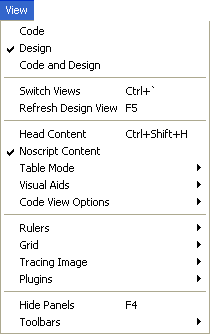 View
Code
Design
Code and Design
Switch Views Ctrl+`
Refresh Design View F5
Head Content Ctrl+Shift+H
Noscript Content
Table Mode
Visual Aids
Code View Options
Rulers
Grid
Tracing Image
Plugins
Hide Panels F4
Toolbars